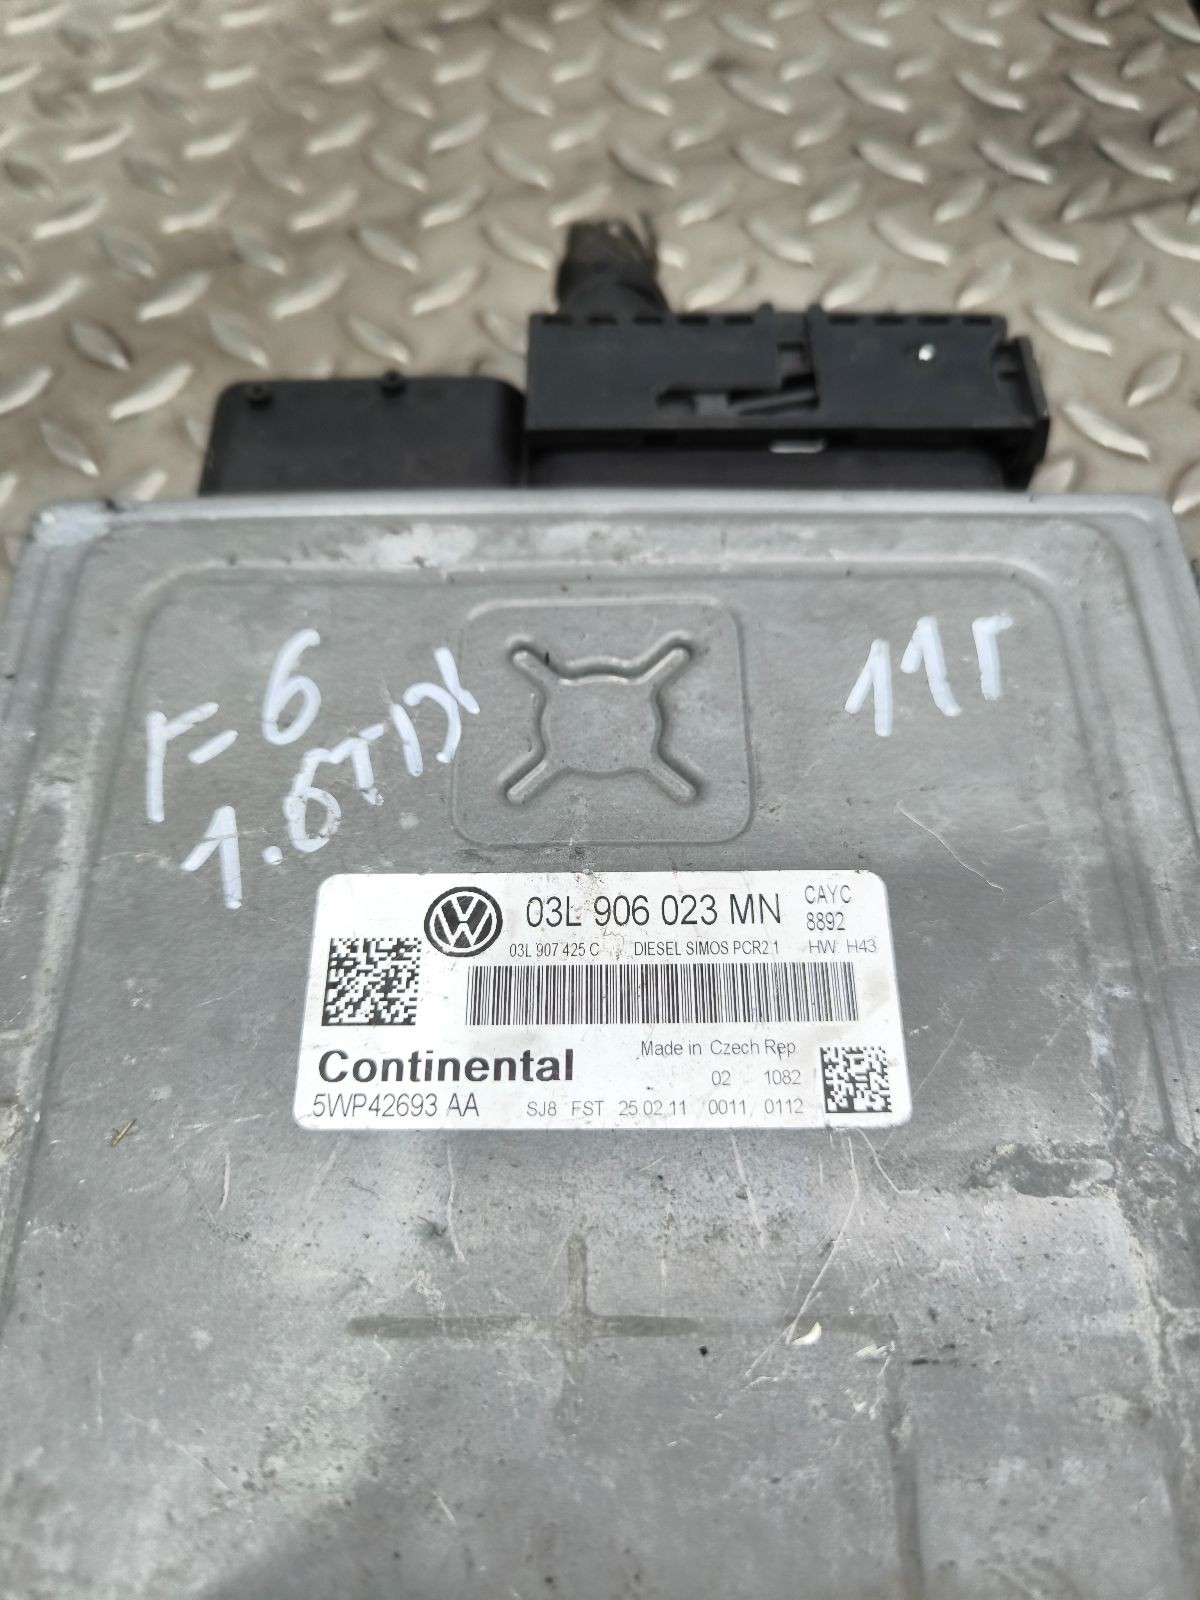 Г-6
1.6TDI
11г
03L 906 023 MN
CAYC
8892
03L 907 425 C DIESEL SIMOS PCR2.1 HW H43
Continental
Made in Czech Rep
02 1082
5WP42693 AA
SJ8 FST 25.02.11 0011 0112